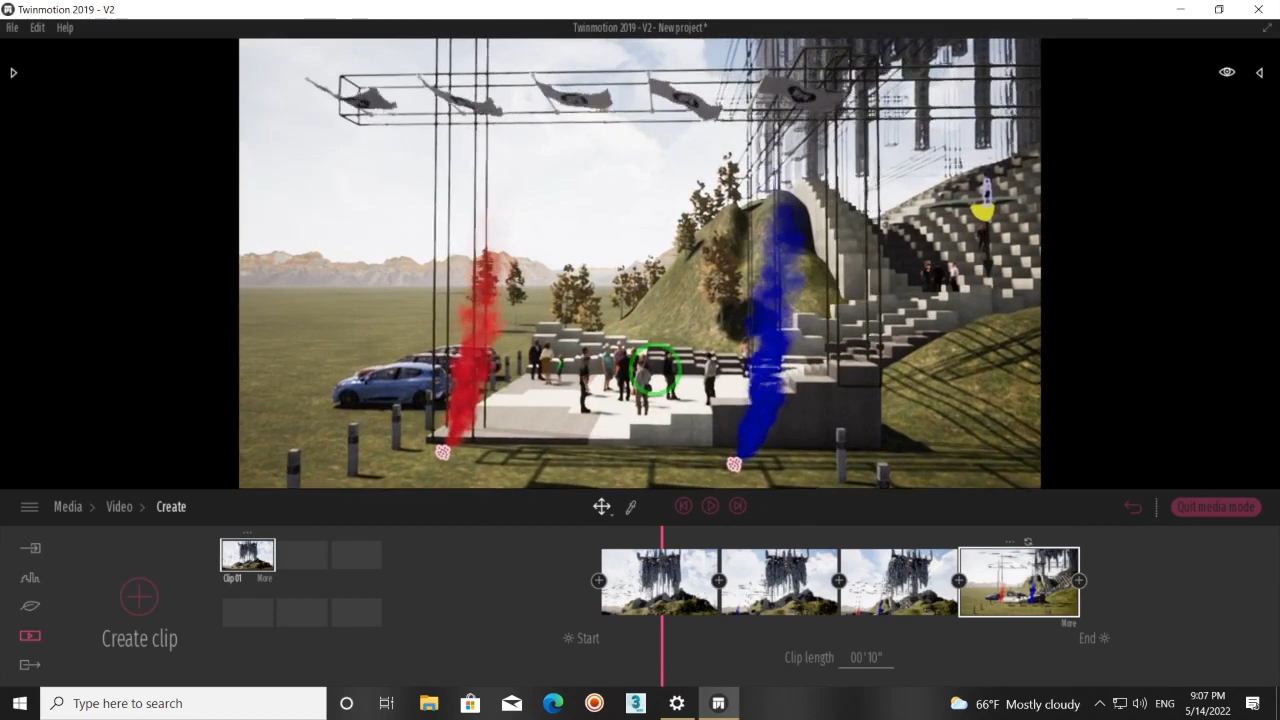 Twinmotion 2019 - V2
File Edit Help
Twinmotion 2019 - V2 - New project*
Media > Video > Create
Quit media mode
Create clip
Clip 01 More
More
Start
End
Clip length 00'10"
Type here to search
66°F Mostly cloudy
ENG
9:07 PM
5/14/2022